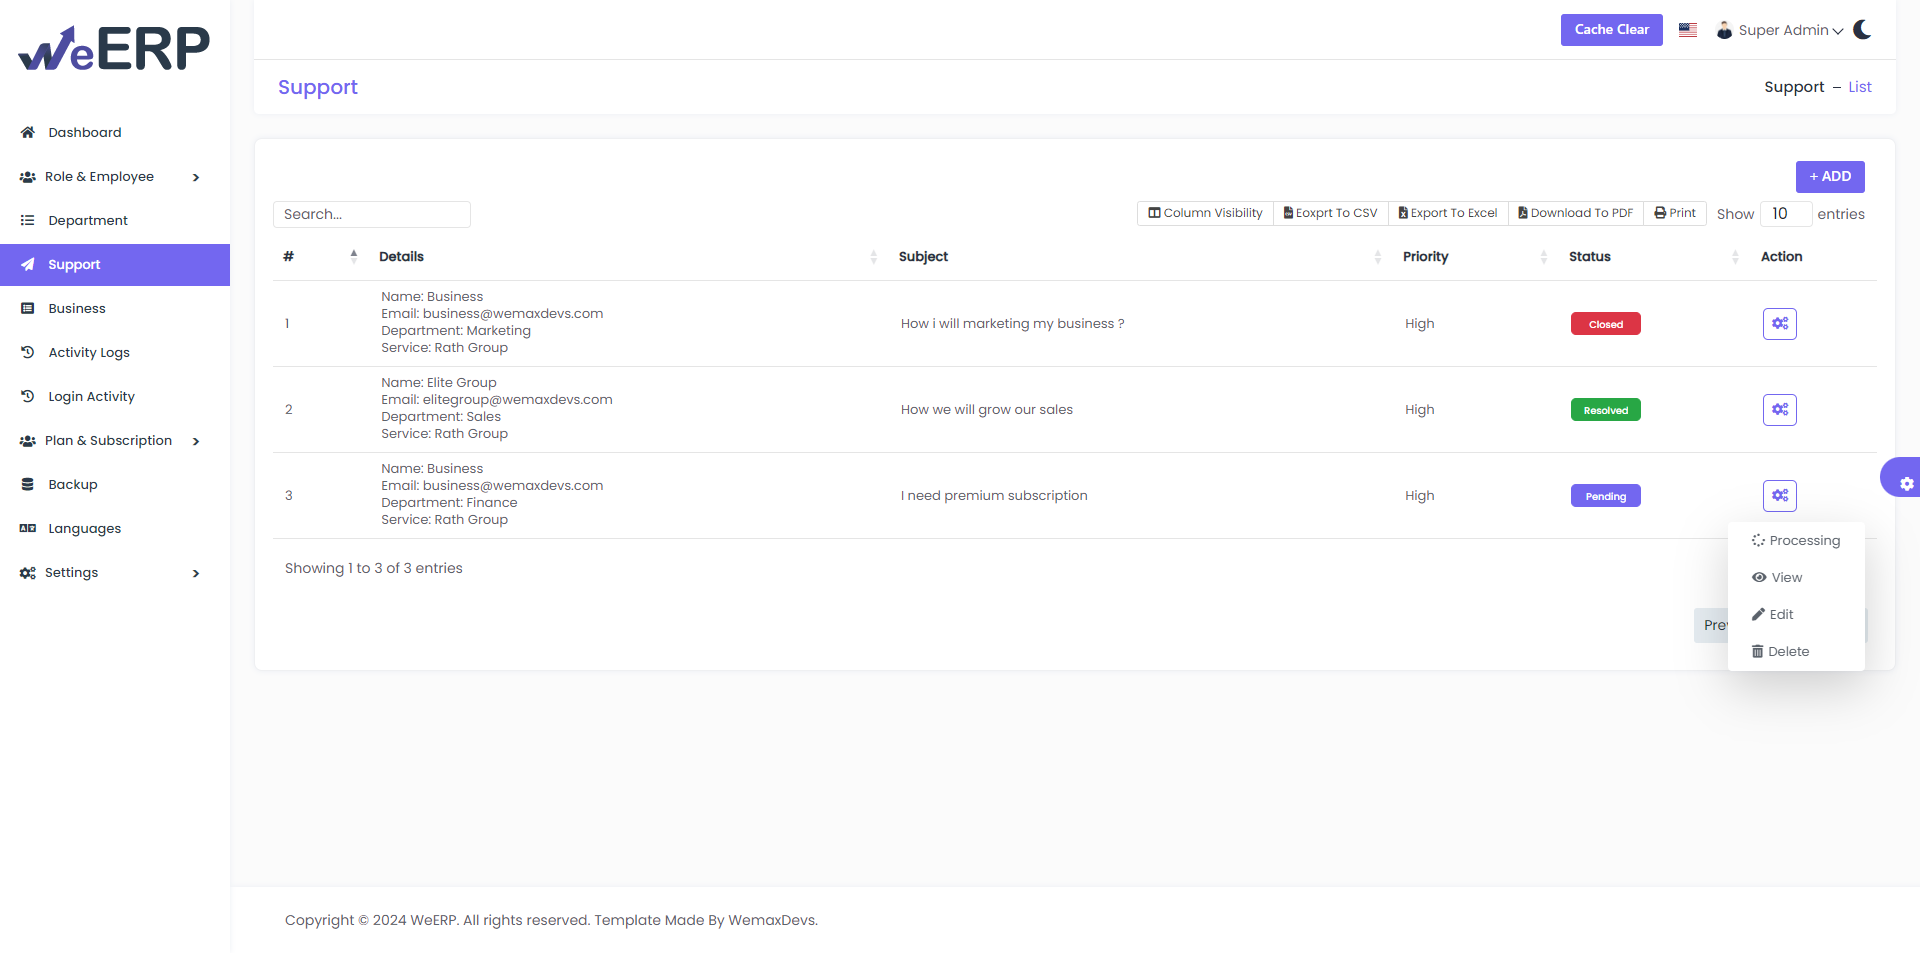 WeERP
Cache Clear
Super Admin
Support
Support – List
Dashboard
Role & Employee
Department
Support
Business
Activity Logs
Login Activity
Plan & Subscription
Backup
Languages
Settings
+ ADD
Search...
Column Visibility
Eoxprt To CSV
Export To Excel
Download To PDF
Print
Show 10 entries
# Details Subject Priority Status Action
1
Name: Business
Email: business@wemaxdevs.com
Department: Marketing
Service: Rath Group
How i will marketing my business ?
High
Closed
2
Name: Elite Group
Email: elitegroup@wemaxdevs.com
Department: Sales
Service: Rath Group
How we will grow our sales
High
Resolved
3
Name: Business
Email: business@wemaxdevs.com
Department: Finance
Service: Rath Group
I need premium subscription
High
Pending
Processing
View
Edit
Delete
Showing 1 to 3 of 3 entries
Copyright © 2024 WeERP. All rights reserved. Template Made By WemaxDevs.